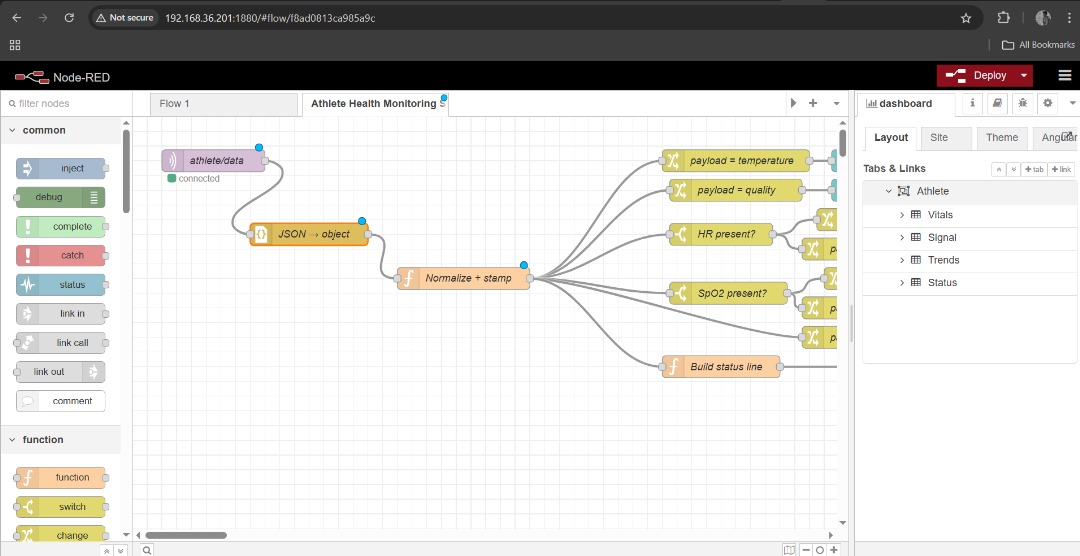 Not secure 192.168.36.201:1880/#flow/f8ad0813ca985a9c
All Bookmarks
Node-RED
Deploy
filter nodes
Flow 1
Athlete Health Monitoring
dashboard
common
inject
debug
complete
catch
status
link in
link call
link out
comment
function
function
switch
change
athlete/data
connected
JSON → object
Normalize + stamp
payload = temperature
payload = quality
HR present?
SpO2 present?
Build status line
Layout
Site
Theme
Angular
Tabs & Links
+ tab
+ link
Athlete
Vitals
Signal
Trends
Status